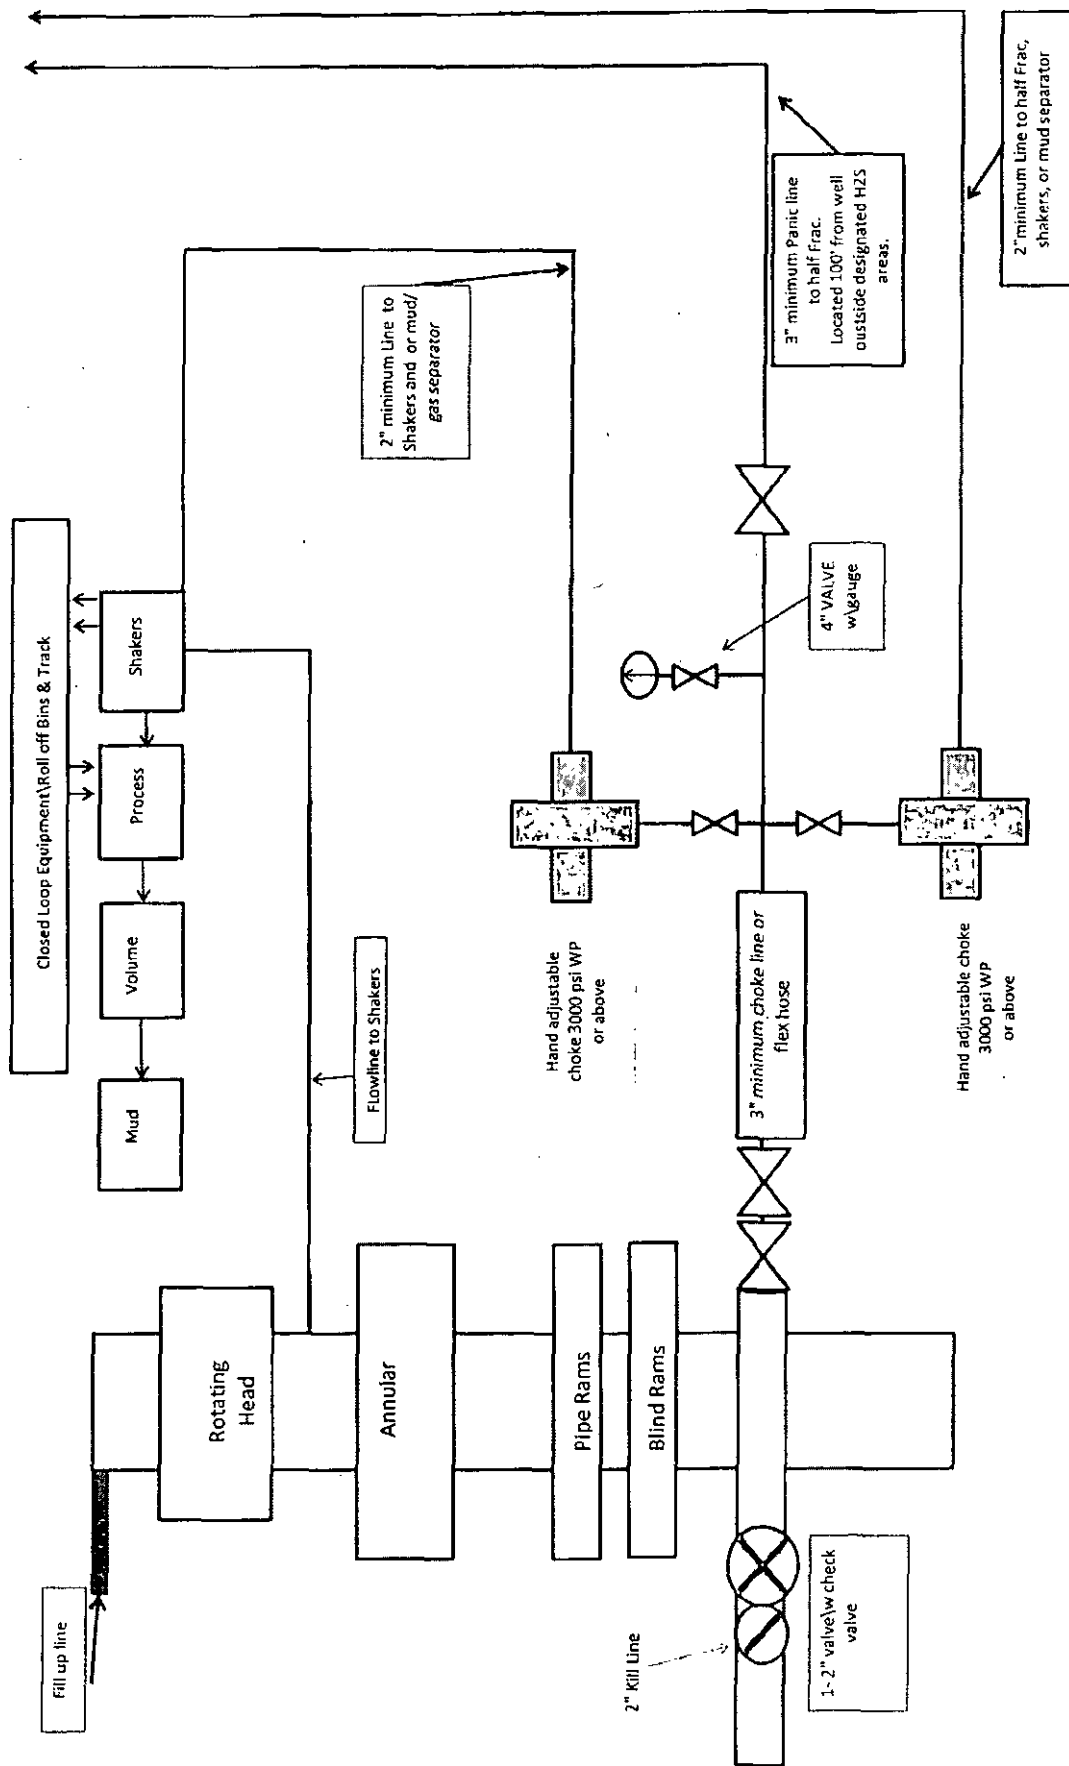 Fill up line
Rotating
Head
Annular
Pipe Rams
Blind Rams
2" Kill Line
1- 2" valve\w check
valve
Closed Loop Equipment\Roll off Bins & Track
Mud
Volume
Process
Shakers
FLowline to Shakers
2" minimum Line to
Shakers and or mud/
gas separator
Hand adjustable
choke 3000 psi WP
or above
3" minimum choke line or
flex hose
4" VALVE
w\gauge
3" minimum Panic line
to half Frac.
Located 100' from well
oustside designated H2S
areas.
Hand adjustable choke
3000 psi WP
or above
2"minimum Line to half Frac,
shakers, or mud separator